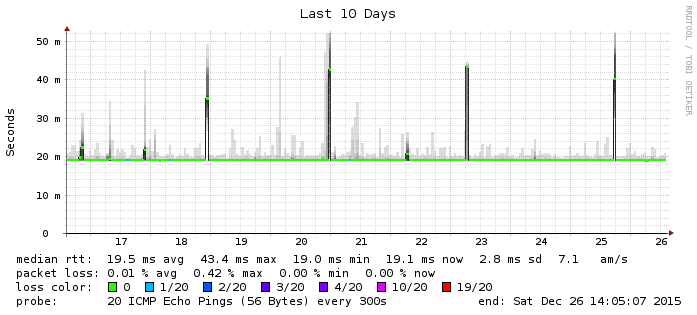 Last 10 Days
RRDTOOL / TOBI OETIKER
Seconds
50 m
40 m
30 m
20 m
10 m
0
17 18 19 20 21 22 23 24 25 26
median rtt: 19.5 ms avg 43.4 ms max 19.0 ms min 19.1 ms now 2.8 ms sd 7.1 am/s
packet loss: 0.01 % avg 0.42 % max 0.00 % min 0.00 % now
loss color: 0 1/20 2/20 3/20 4/20 10/20 19/20
probe: 20 ICMP Echo Pings (56 Bytes) every 300s end: Sat Dec 26 14:05:07 2015